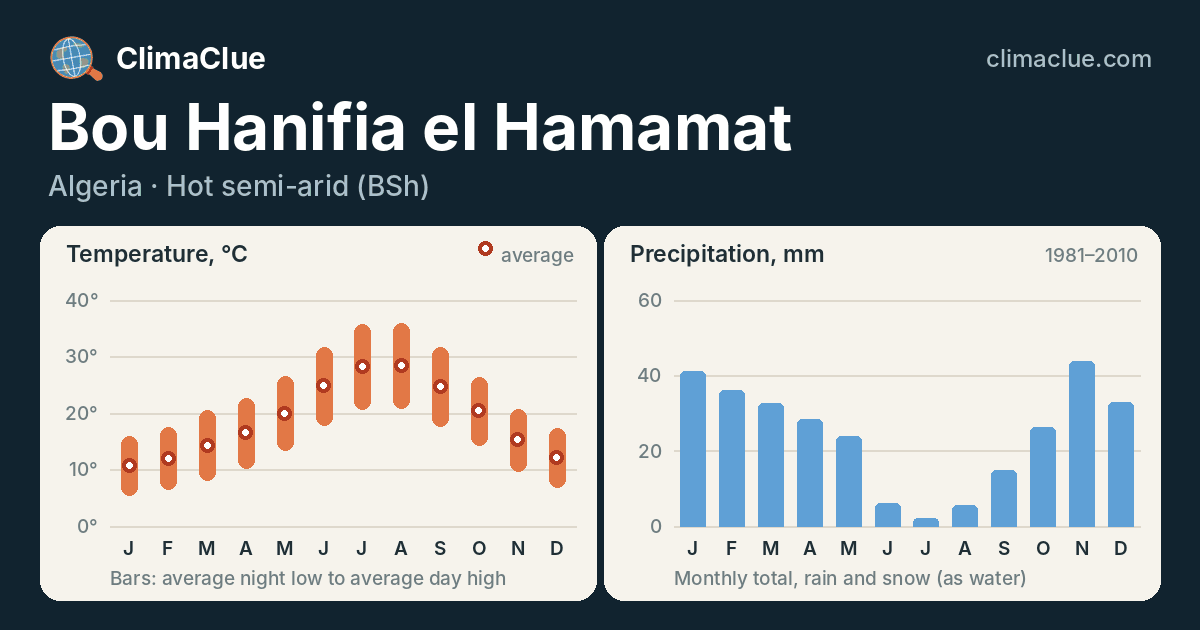 ClimaClue
climaclue.com
Bou Hanifia el Hamamat
Algeria · Hot semi-arid (BSh)
Temperature, °C
average
40°
30°
20°
10°
0°
J F M A M J J A S O N D
Bars: average night low to average day high
Precipitation, mm
1981–2010
60
40
20
0
J F M A M J J A S O N D
Monthly total, rain and snow (as water)